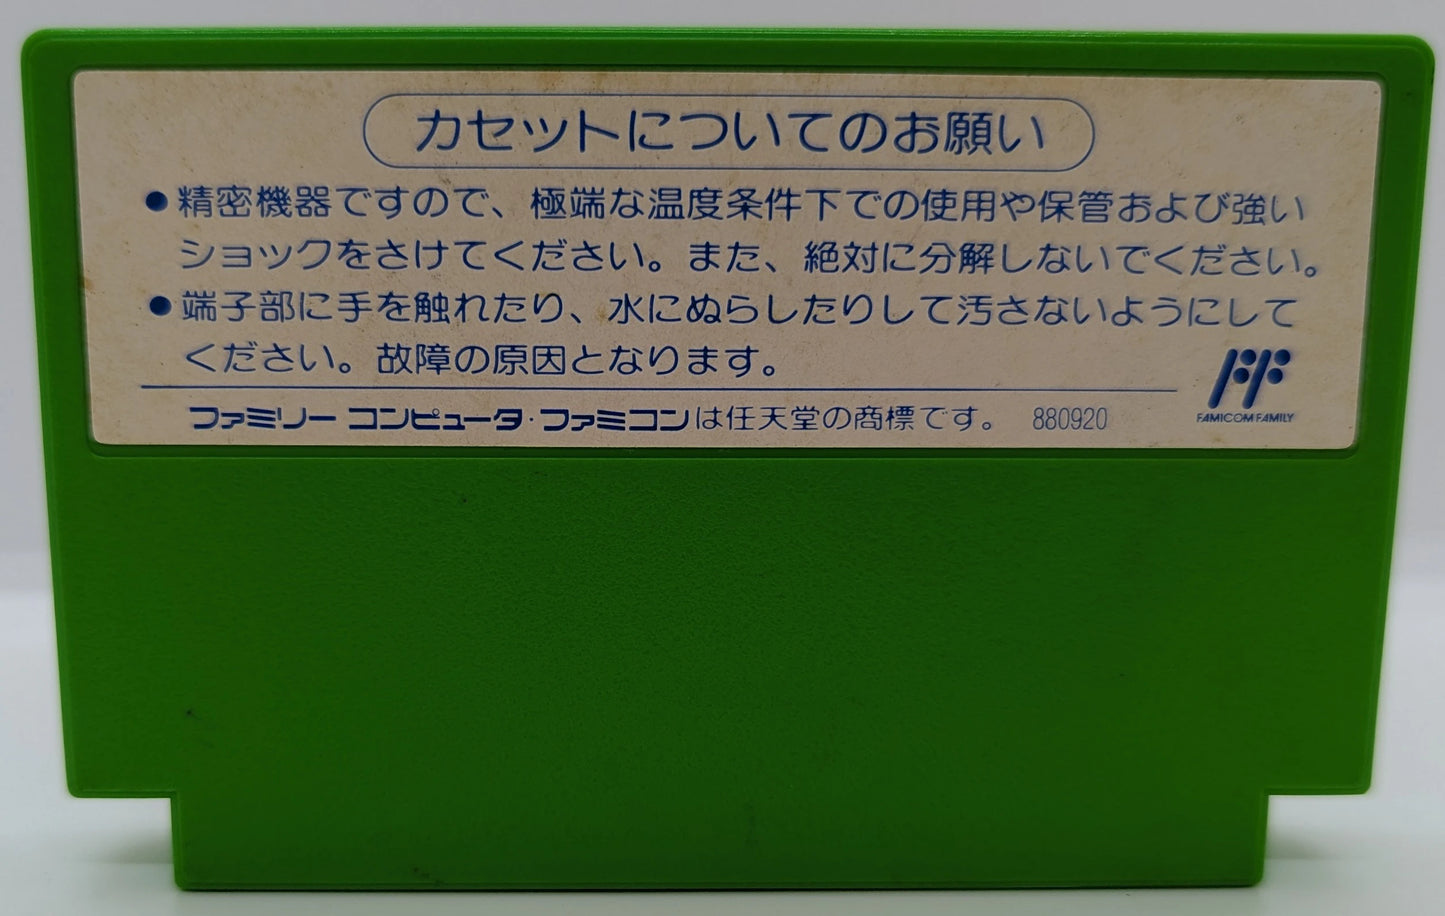 カセットについてのお願い
●精密機器ですので、極端な温度条件下での使用や保管および強い
ショックをさけてください。また、絶対に分解しないでください。
●端子部に手を触れたり、水にぬらしたりして汚さないようにして
ください。故障の原因となります。
ファミリー コンピュータ・ファミコンは任天堂の商標です。 880920
FAMICOM FAMILY